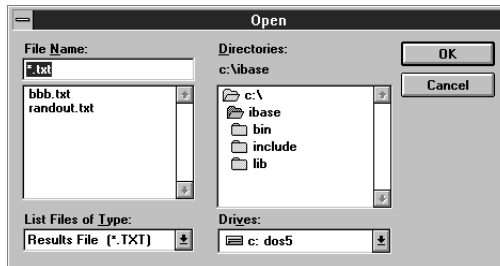 Open
File Name:
*.txt
bbb.txt
randout.txt
List Files of Type:
Results File (*.TXT)
Directories:
c:\ibase
c:\
ibase
bin
include
lib
Drives:
c: dos5
OK
Cancel